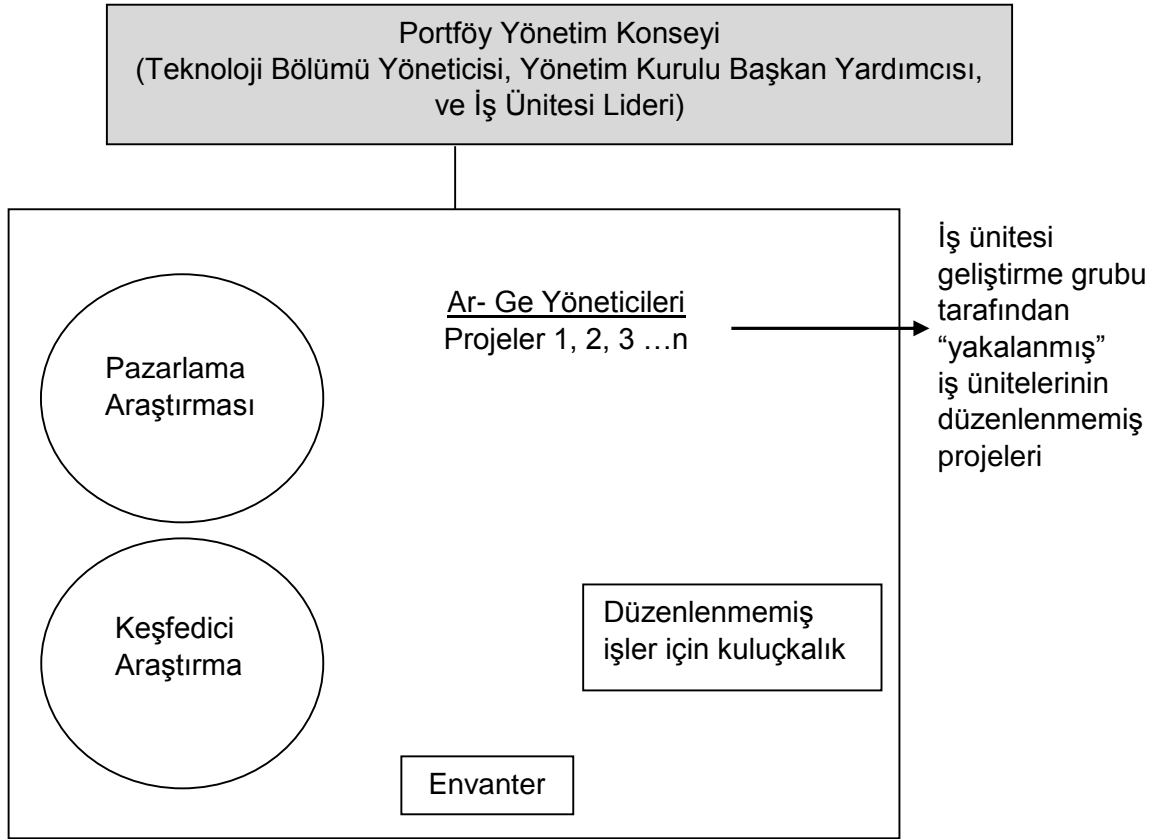 Portföy Yönetim Konseyi
(Teknoloji Bölümü Yöneticisi, Yönetim Kurulu Başkan Yardımcısı,
ve İş Ünitesi Lideri)
Pazarlama
Araştırması
Ar- Ge Yöneticileri
Projeler 1, 2, 3 …n
İş ünitesi
geliştirme grubu
tarafından
“yakalanmış”
iş ünitelerinin
düzenlenmemiş
projeleri
Keşfedici
Araştırma
Düzenlenmemiş
işler için kuluçkalık
Envanter